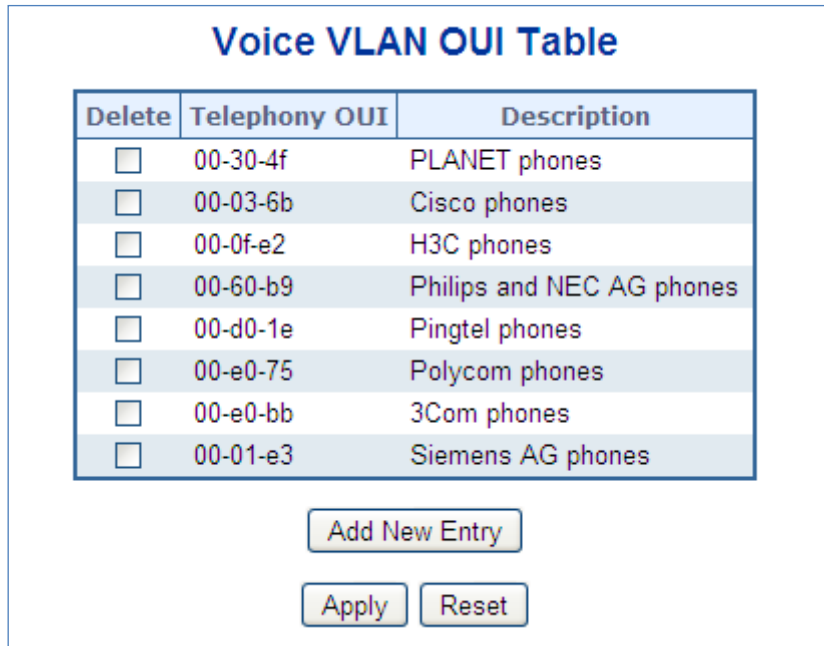 Voice VLAN OUI Table
Delete Telephony OUI Description
00-30-4f PLANET phones
00-03-6b Cisco phones
00-0f-e2 H3C phones
00-60-b9 Philips and NEC AG phones
00-d0-1e Pingtel phones
00-e0-75 Polycom phones
00-e0-bb 3Com phones
00-01-e3 Siemens AG phones
Add New Entry
Apply Reset